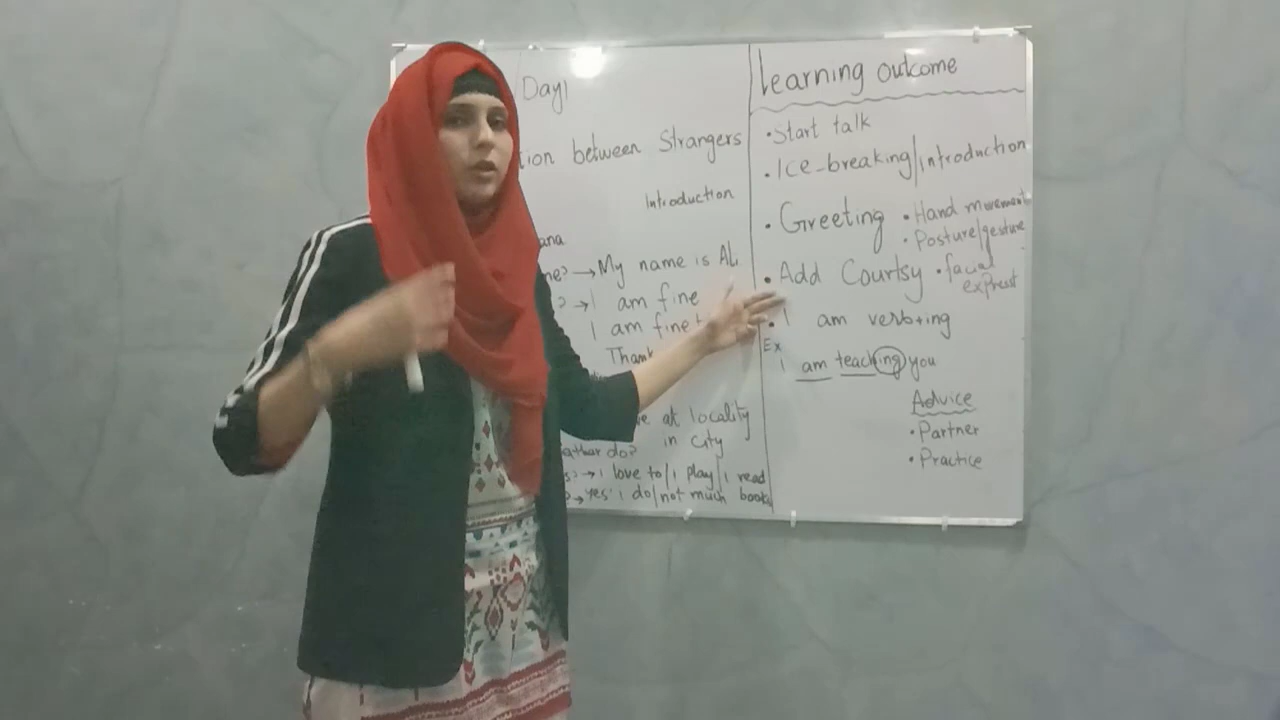 Day1
tion between Strangers
Introduction
ana
me? → My name is Ali
? → I am fine
I am fine
Thank
ve at locality
in city
father do?
s? → I love to/I play/I read
? → yes' I do/not much books
Learning outcome
• Start talk
• Ice-breaking/introduction
• Greeting • Hand movement
• Posture/gesture
• Add Courtsy • facial
express
• I am verb+ing
Ex
I am teaching you
Advice
• Partner
• Practice